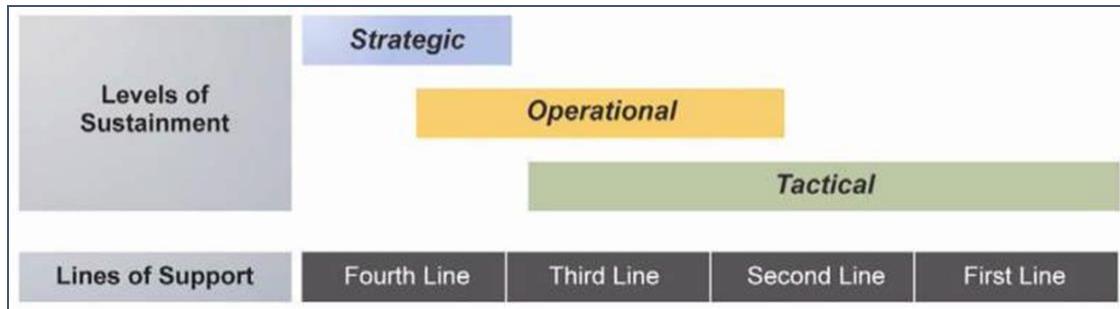 Levels of
Sustainment
Strategic
Operational
Tactical
Lines of Support
Fourth Line
Third Line
Second Line
First Line